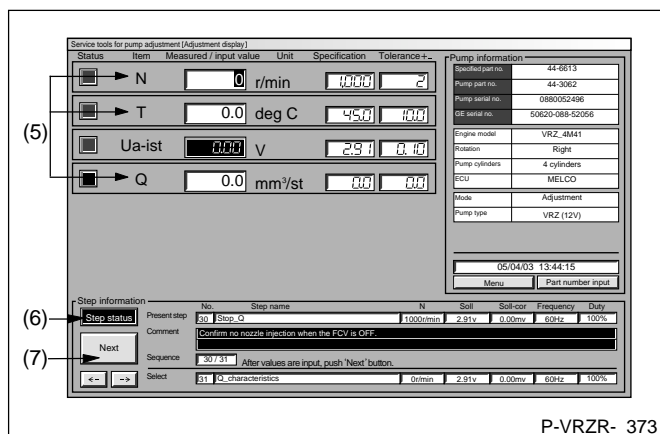 Service tools for pump adjustment [Adjustment display]
Status Item Measured / input value Unit Specification Tolerance+-
N 0 r/min 1,000 2
T 0.0 deg C 45.0 10.0
(5)
Ua-ist 0.00 V 2.91 0.10
Q 0.0 mm³/st 0.0 0.0
Pump information
Specified part no. 44-6613
Pump part no. 44-3062
Pump serial no. 0880052496
GE serial no. 50620-088-52056
Engine model VRZ_4M41
Rotation Right
Pump cylinders 4 cylinders
ECU MELCO
Mode Adjustment
Pump type VRZ (12V)
05/04/03 13:44:15
Menu Part number input
Step information
No. Step name N Soll Soll-cor Frequency Duty
(6) Step status Present step 30 Stop_Q 1000r/min 2.91v 0.00mv 60Hz 100%
Comment Confirm no nozzle injection when the FCV is OFF.
(7) Next
Sequence 30 / 31 After values are input, push 'Next' button.
<- -> Select 31 Q_characteristics 0r/min 2.91v 0.00mv 60Hz 100%
P-VRZR- 373